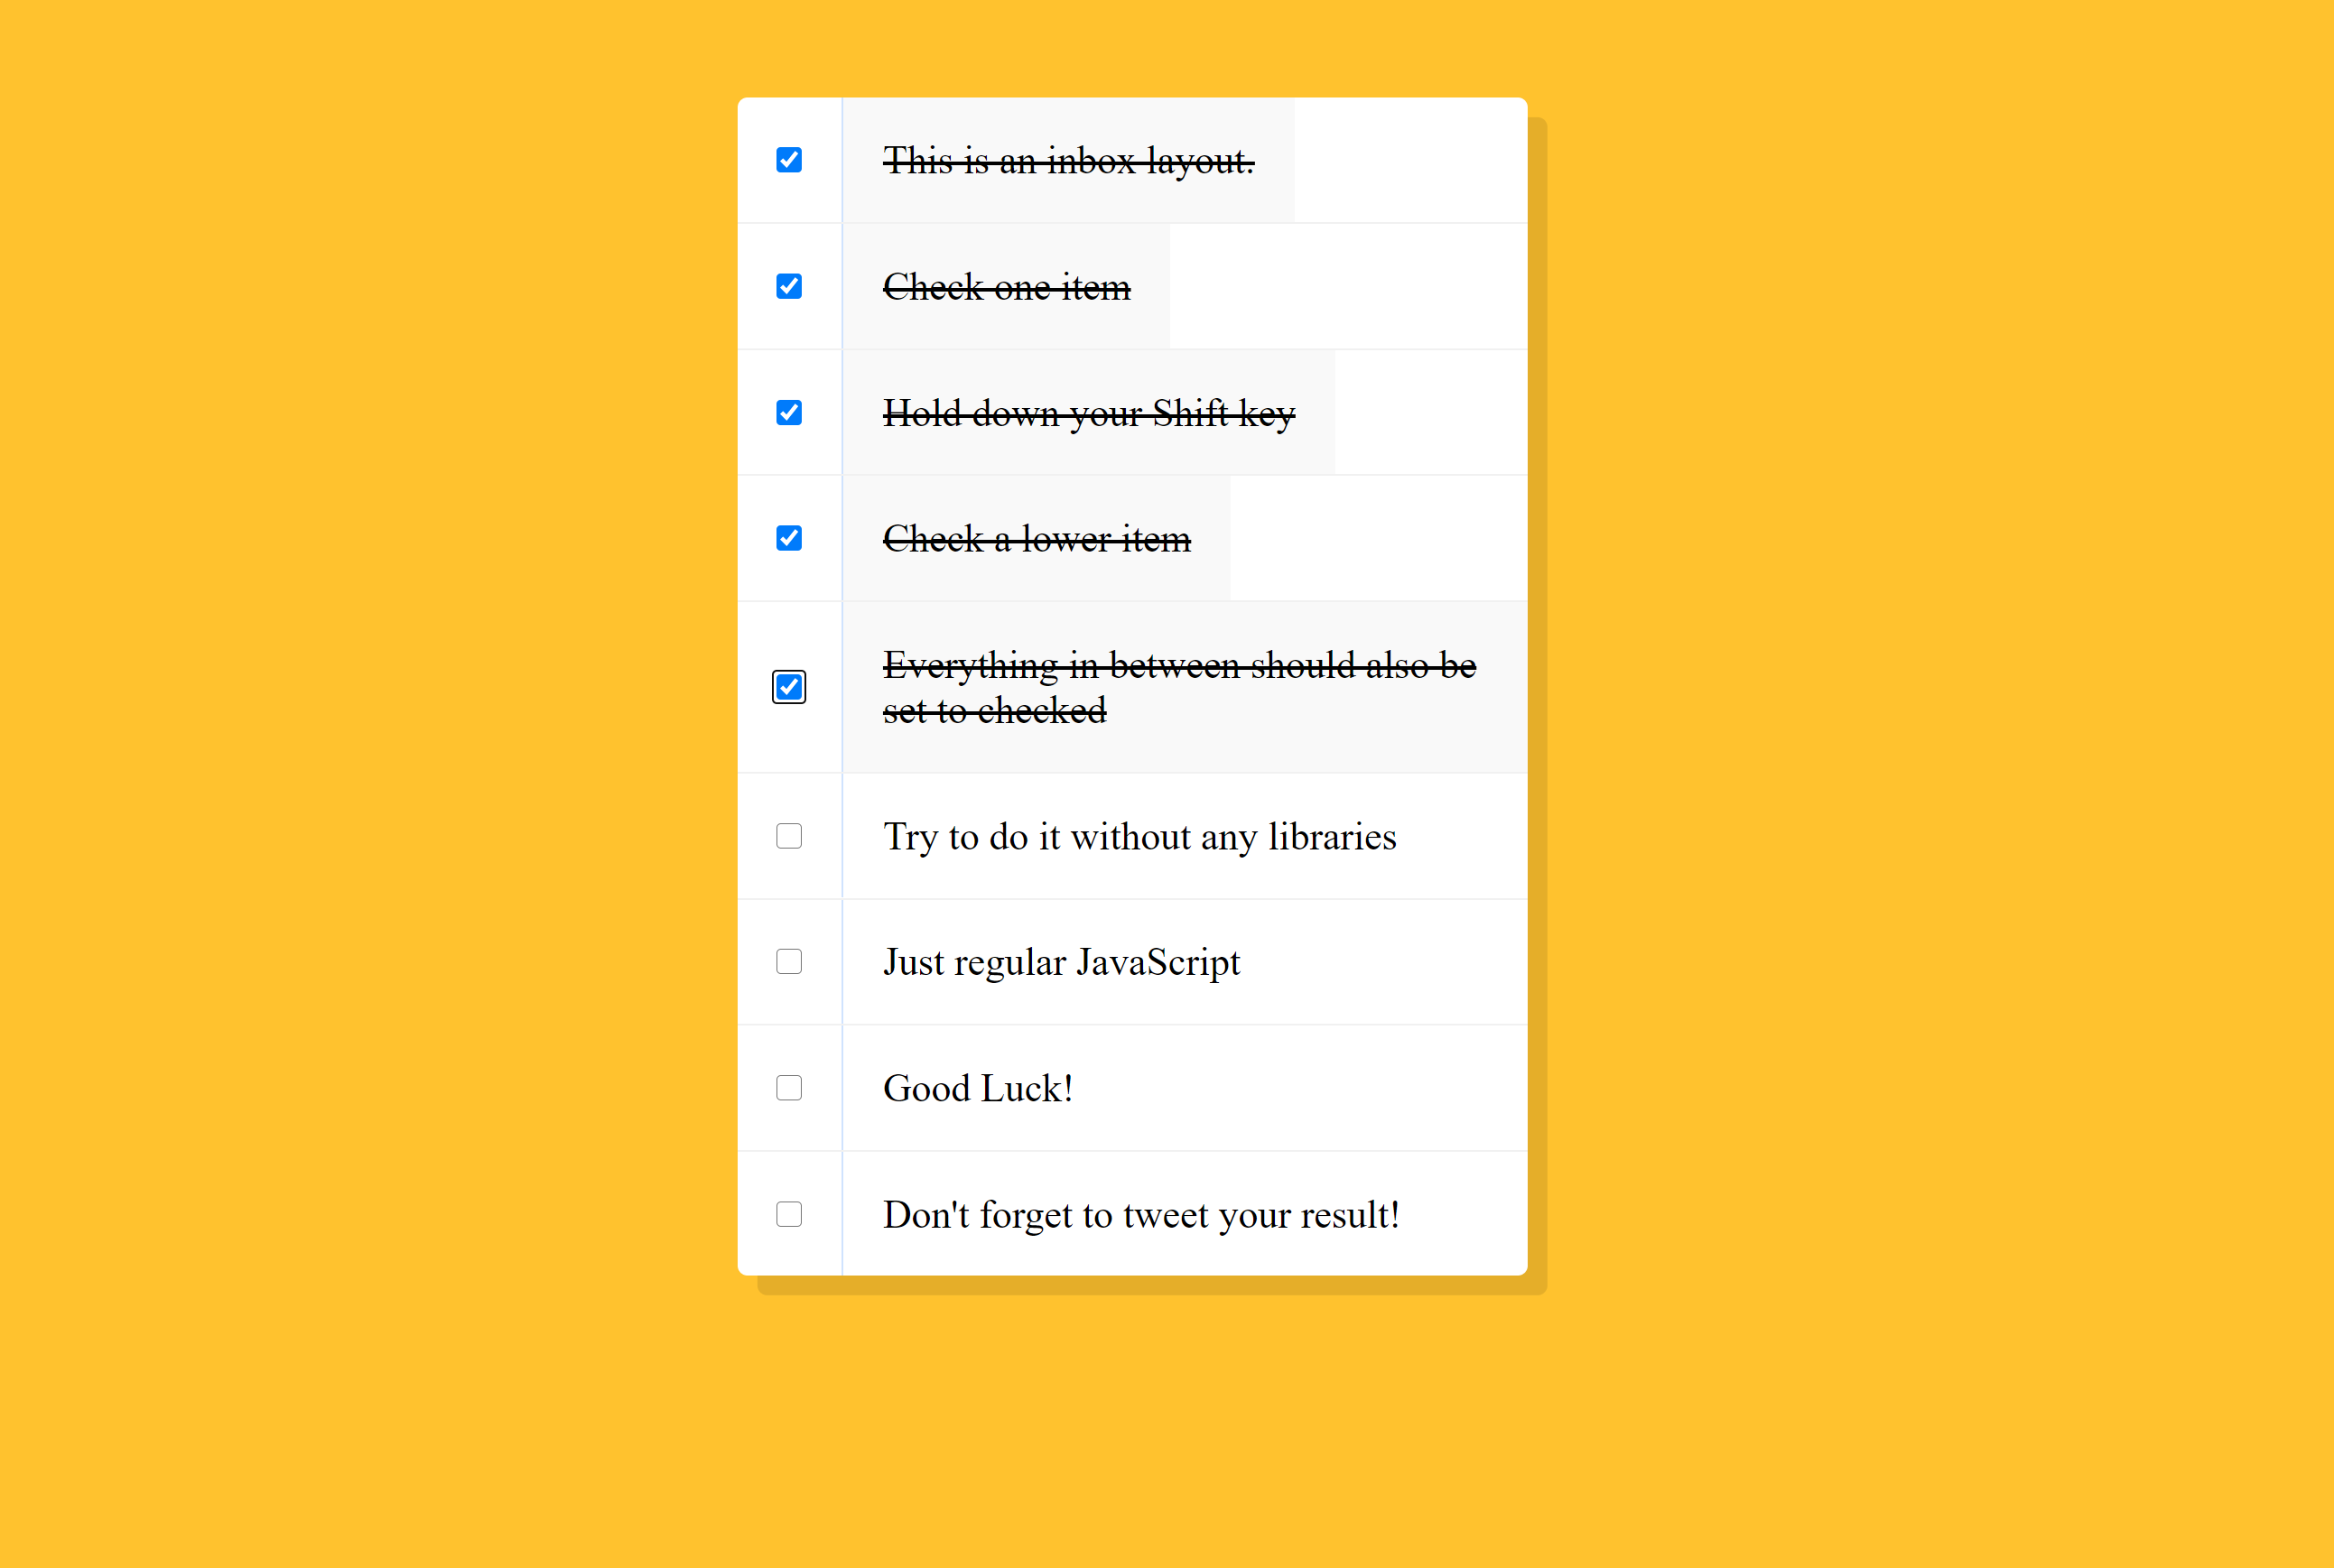 This is an inbox layout.
Check one item
Hold down your Shift key
Check a lower item
Everything in between should also be
set to checked
Try to do it without any libraries
Just regular JavaScript
Good Luck!
Don't forget to tweet your result!